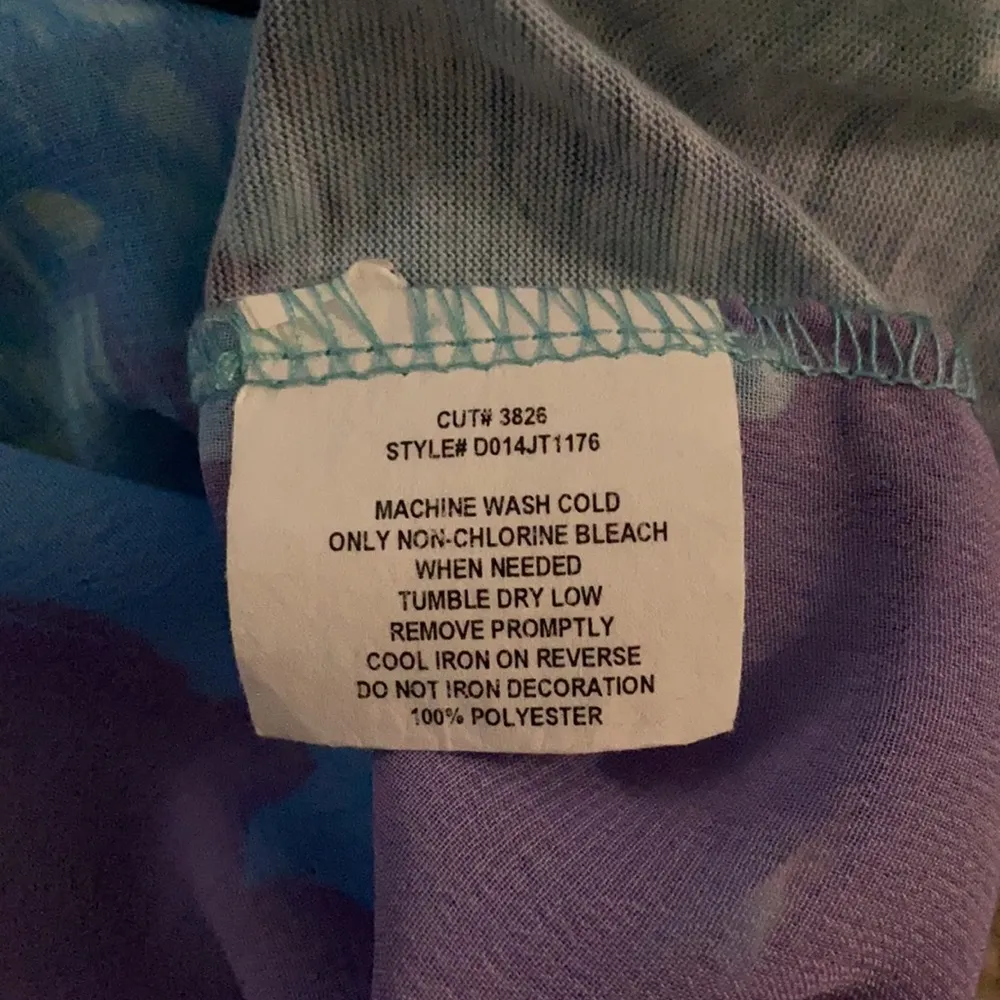 CUT# 3826
STYLE# D014JT1176
MACHINE WASH COLD
ONLY NON-CHLORINE BLEACH
WHEN NEEDED
TUMBLE DRY LOW
REMOVE PROMPTLY
COOL IRON ON REVERSE
DO NOT IRON DECORATION
100% POLYESTER